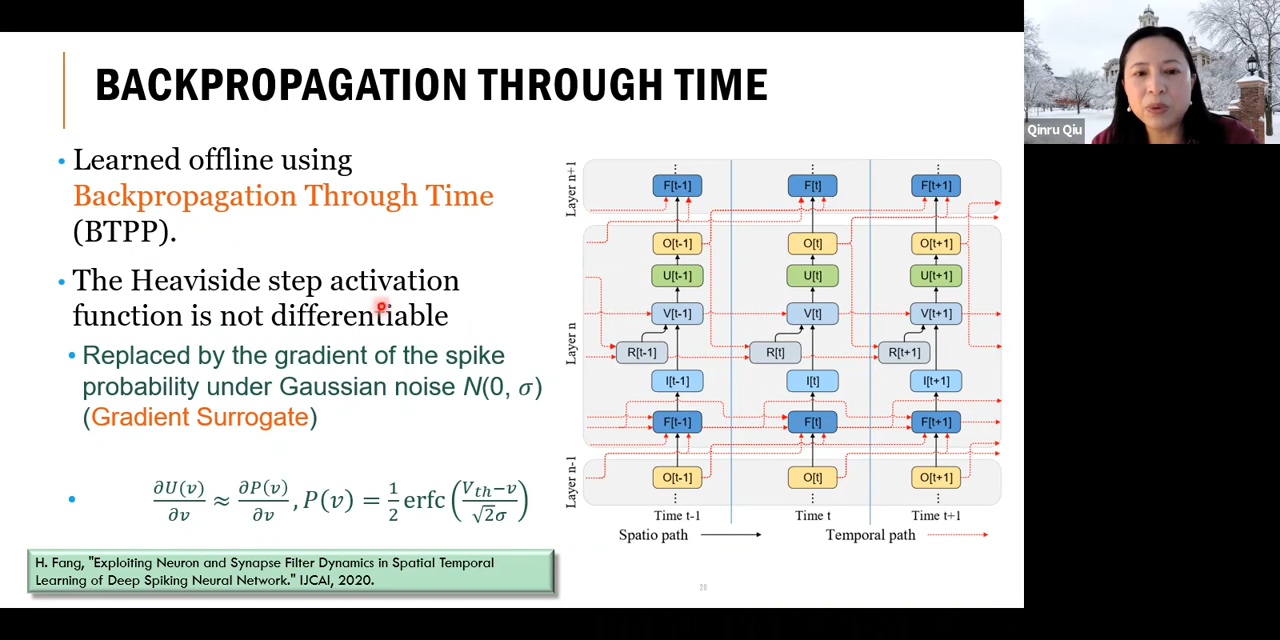 BACKPROPAGATION THROUGH TIME
• Learned offline using
Backpropagation Through Time
(BTPP).
• The Heaviside step activation
function is not differentiable
• Replaced by the gradient of the spike
probability under Gaussian noise N(0, σ)
(Gradient Surrogate)
• ∂U(v)/∂v ≈ ∂P(v)/∂v, P(v) = 1/2 erfc((V_th−v)/(√2σ))
H. Fang, "Exploiting Neuron and Synapse Filter Dynamics in Spatial Temporal
Learning of Deep Spiking Neural Network." IJCAI, 2020.
Layer n+1
F[t-1] F[t] F[t+1]
Layer n
O[t-1] O[t] O[t+1]
U[t-1] U[t] U[t+1]
V[t-1] V[t] V[t+1]
R[t-1] R[t] R[t+1]
I[t-1] I[t] I[t+1]
F[t-1] F[t] F[t+1]
Layer n-1
O[t-1] O[t] O[t+1]
Time t-1 Time t Time t+1
Spatio path Temporal path
28
Qinru Qiu